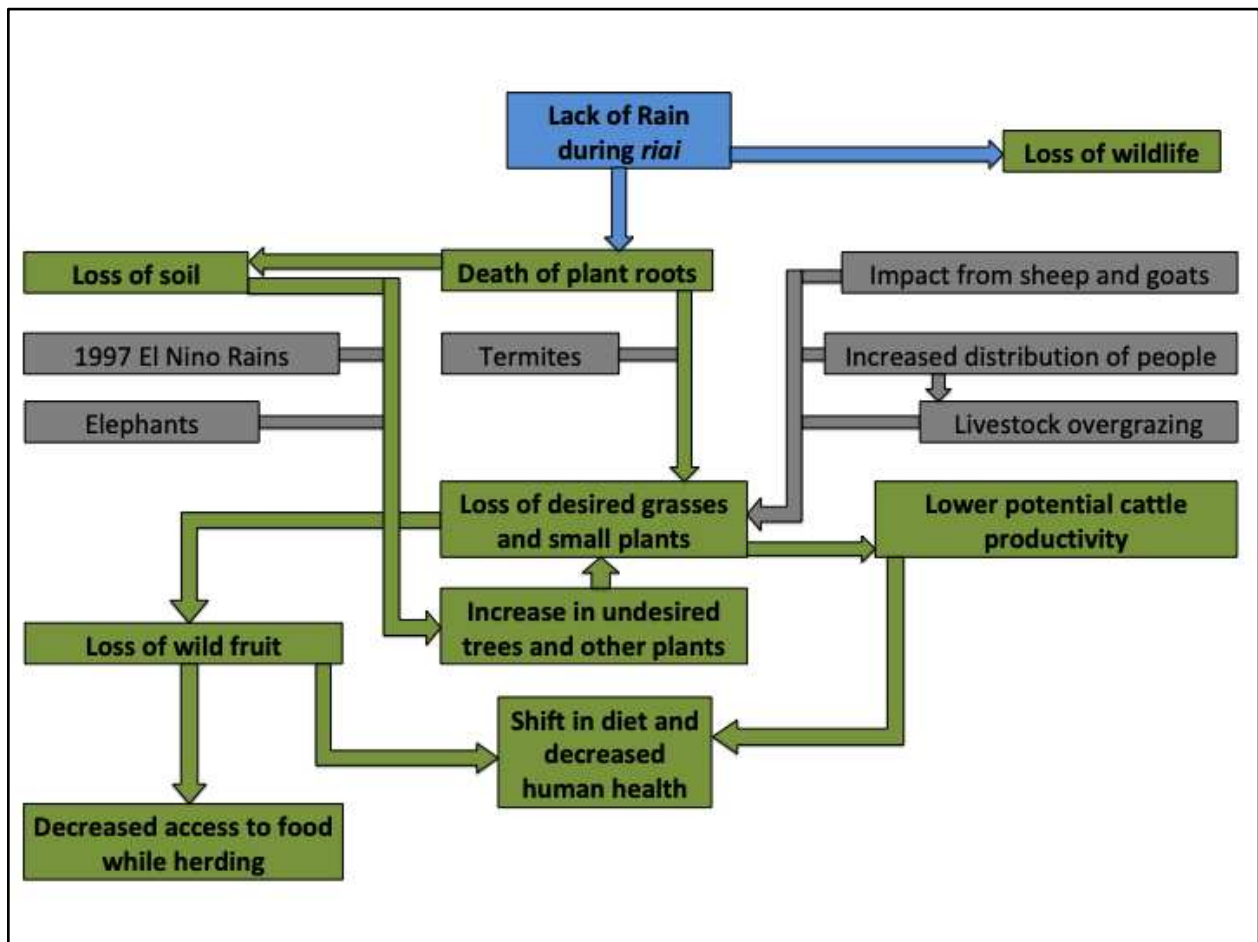 Lack of Rain
during riai
Loss of wildlife
Loss of soil
Death of plant roots
Impact from sheep and goats
1997 El Nino Rains
Termites
Increased distribution of people
Elephants
Livestock overgrazing
Loss of desired grasses
and small plants
Lower potential cattle
productivity
Increase in undesired
trees and other plants
Loss of wild fruit
Shift in diet and
decreased
human health
Decreased access to food
while herding